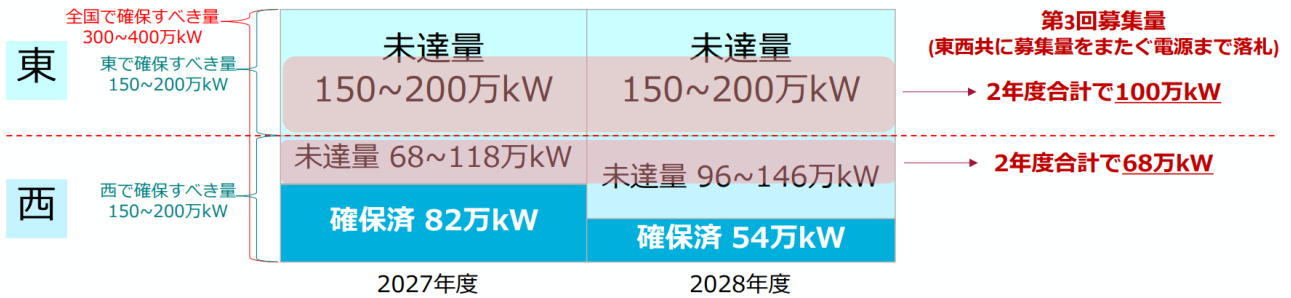 全国で確保すべき量
300~400万kW
東
東で確保すべき量
150~200万kW
未達量
150~200万kW
未達量
150~200万kW
第3回募集量
(東西共に募集量をまたぐ電源まで落札)
2年度合計で100万kW
西
西で確保すべき量
150~200万kW
未達量 68~118万kW
確保済 82万kW
未達量 96~146万kW
確保済 54万kW
2年度合計で68万kW
2027年度
2028年度